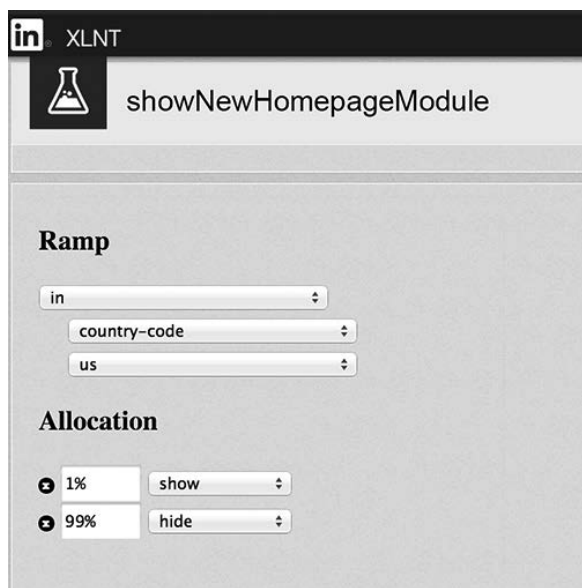 in® XLNT
showNewHomepageModule
Ramp
in
country-code
us
Allocation
1% show
99% hide